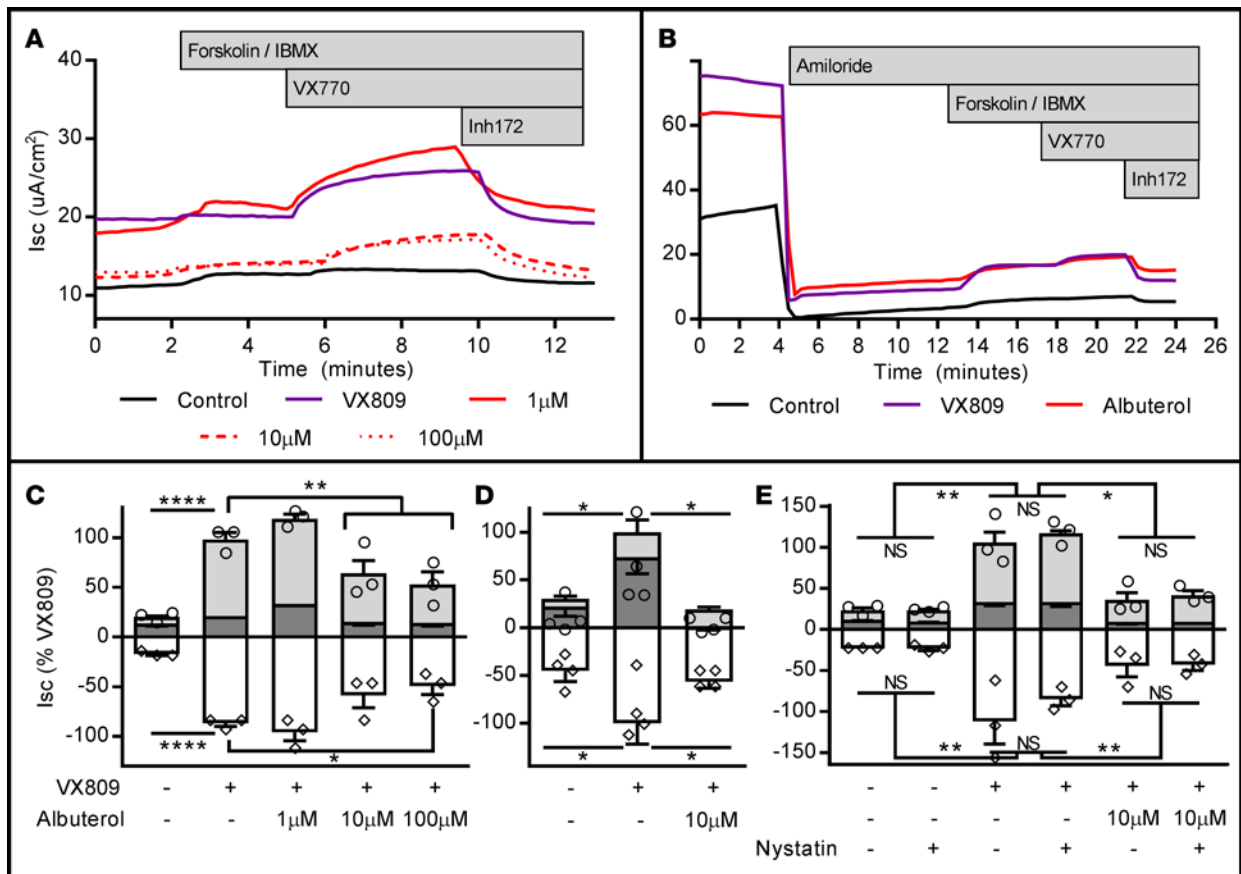 A
40
30
20
10
Isc (uA/cm²)
Forskolin / IBMX
VX770
Inh172
0 2 4 6 8 10 12
Time (minutes)
Control VX809 1µM
10µM 100µM
B
60
40
20
0
Amiloride
Forskolin / IBMX
VX770
Inh172
0 2 4 6 8 10 12 14 16 18 20 22 24 26
Time (minutes)
Control VX809 Albuterol
C
Isc (% VX809)
100
50
0
-50
-100
****
**
****
*
VX809 - + + + +
Albuterol - - 1µM 10µM 100µM
D
100
50
0
-50
-100
* *
* *
- + +
- - 10µM
E
150
100
50
0
-50
-100
-150
** NS *
NS NS
NS NS
** NS **
- - + + + +
- - - - 10µM 10µM
Nystatin - + - + - +